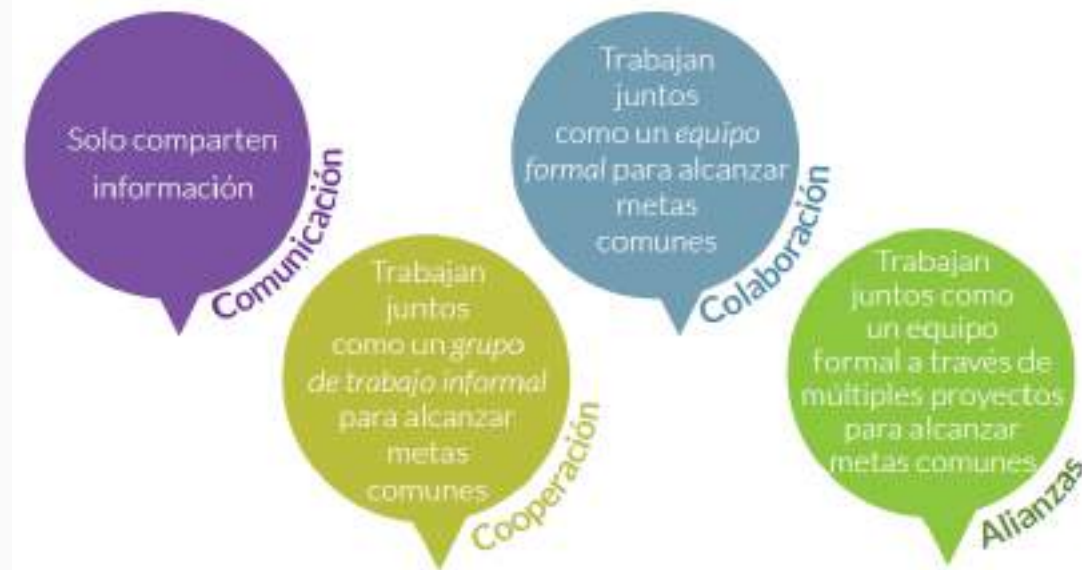 Solo comparten
información
Comunicación
Trabajan
juntos
como un grupo
de trabajo informal
para alcanzar
metas
comunes
Cooperación
Trabajan
juntos
como un equipo
formal para alcanzar
metas
comunes
Colaboración
Trabajan
juntos como
un equipo
formal a través de
múltiples proyectos
para alcanzar
metas comunes
Alianzas